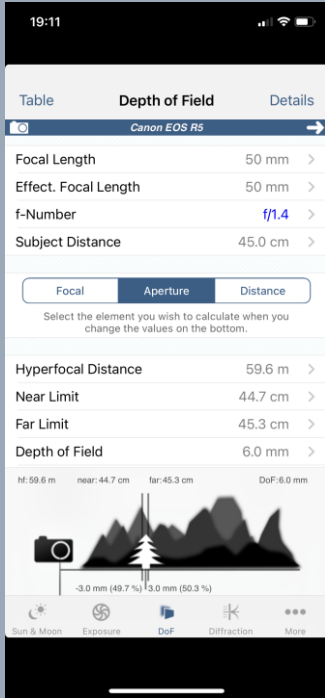 19:11
Table Depth of Field Details
Canon EOS R5
Focal Length 50 mm
Effect. Focal Length 50 mm
f-Number f/1.4
Subject Distance 45.0 cm
Focal Aperture Distance
Select the element you wish to calculate when you
change the values on the bottom.
Hyperfocal Distance 59.6 m
Near Limit 44.7 cm
Far Limit 45.3 cm
Depth of Field 6.0 mm
hf: 59.6 m near: 44.7 cm far: 45.3 cm DoF: 6.0 mm
-3.0 mm (49.7 %) 3.0 mm (50.3 %)
Sun & Moon Exposure DoF Diffraction More